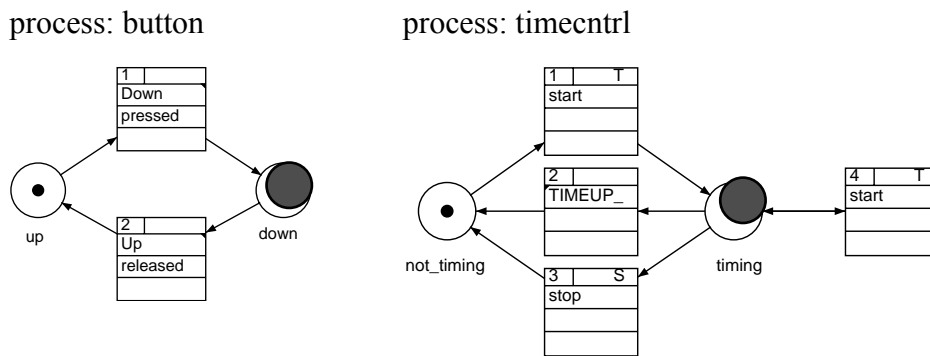 process: button
1
Down
pressed
up
down
2
Up
released
process: timecntrl
1 T
start
2
TIMEUP_
4 T
start
not_timing
timing
3 S
stop